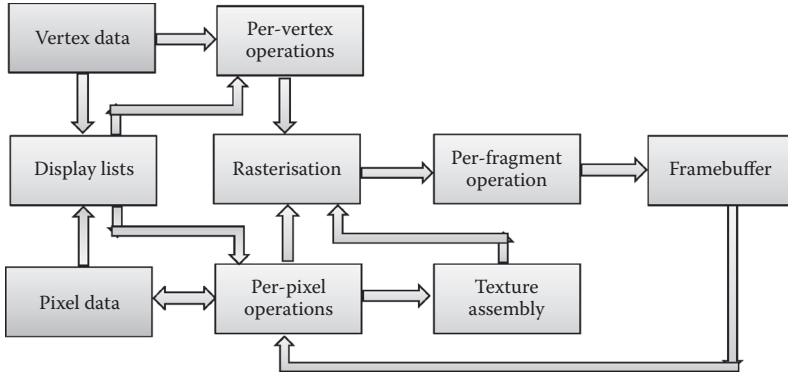 Vertex data
Per-vertex
operations
Display lists
Rasterisation
Per-fragment
operation
Framebuffer
Pixel data
Per-pixel
operations
Texture
assembly